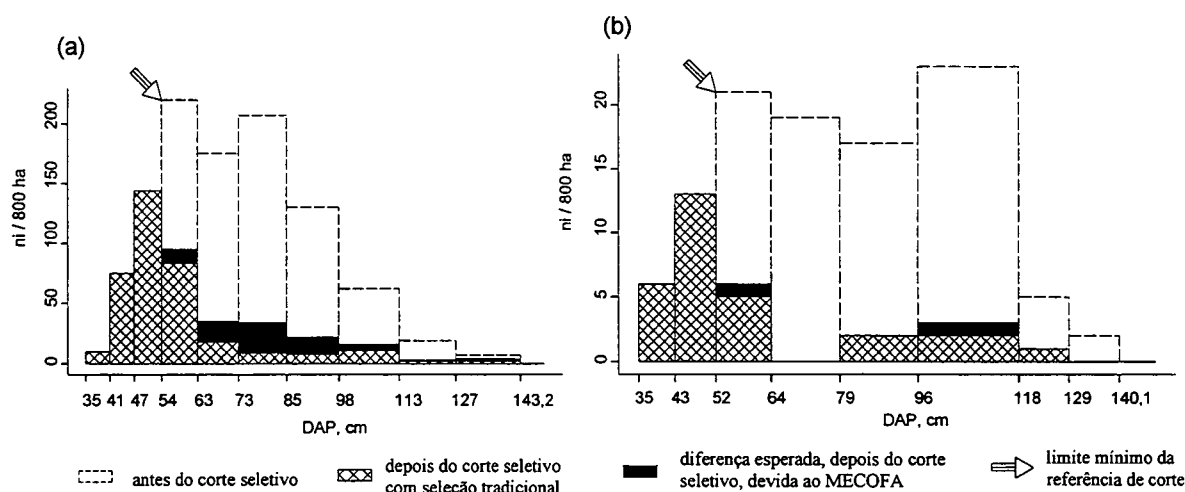 (a)
ni / 800 ha
0
50
100
150
200
35 41 47 54 63 73 85 98 113 127 143,2
DAP, cm
(b)
ni / 800 ha
0
5
10
15
20
35 43 52 64 79 96 118 129 140,1
DAP, cm
antes do corte seletivo
depois do corte seletivo
com seleção tradicional
diferença esperada, depois do corte
seletivo, devida ao MECOFA
limite mínimo da
referência de corte